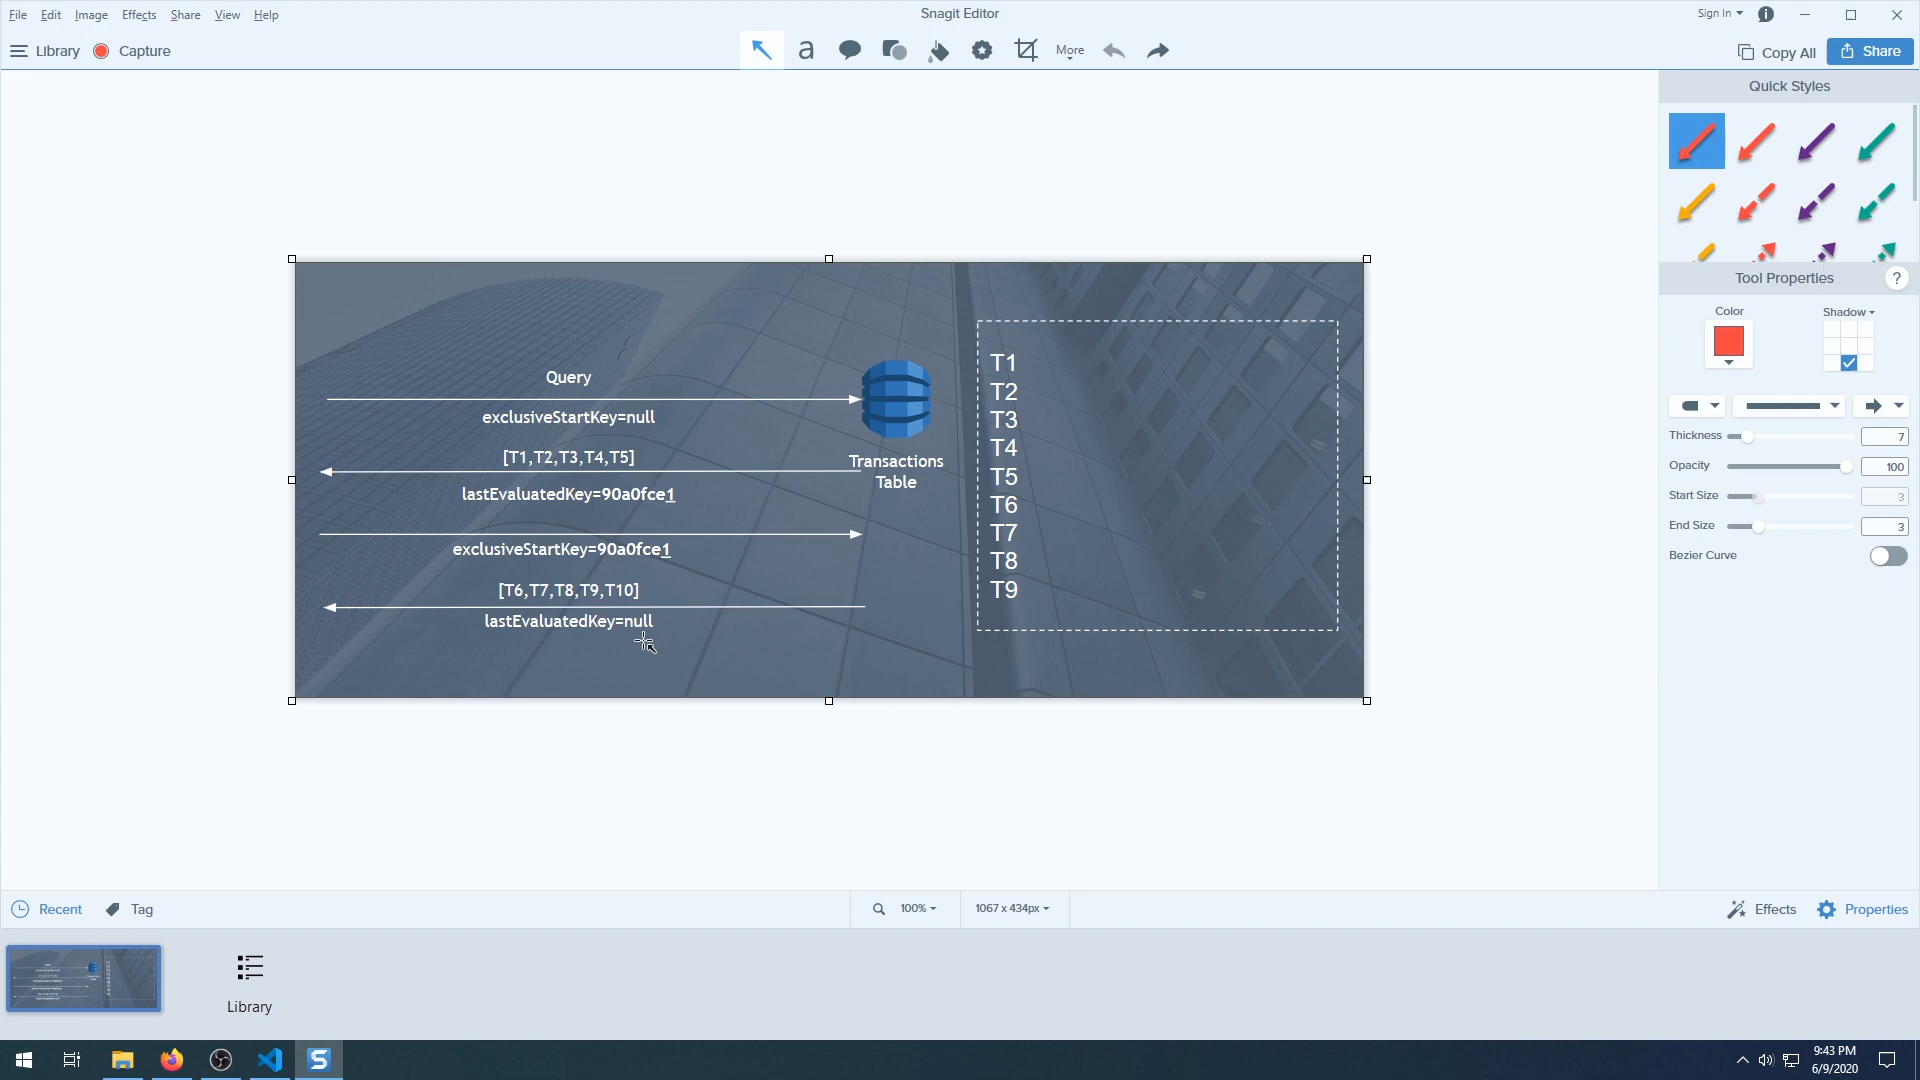 File Edit Image Effects Share View Help
Snagit Editor
Sign In
Library Capture
a
More
Copy All Share
Quick Styles
Tool Properties ?
Color Shadow
Thickness 7
Opacity 100
Start Size 3
End Size 3
Bezier Curve
Query
exclusiveStartKey=null
[T1,T2,T3,T4,T5]
lastEvaluatedKey=90a0fce1
exclusiveStartKey=90a0fce1
[T6,T7,T8,T9,T10]
lastEvaluatedKey=null
Transactions
Table
T1
T2
T3
T4
T5
T6
T7
T8
T9
Recent Tag
100% 1067 x 434px
Effects Properties
Library
S
9:43 PM
6/9/2020